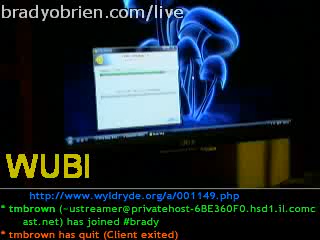 bradyobrien.com/live
WUBI
http://www.wyldryde.org/a/001149.php
* tmbrown (~ustreamer@privatehost-6BE360F0.hsd1.il.comc
ast.net) has joined #brady
* tmbrown has quit (Client exited)